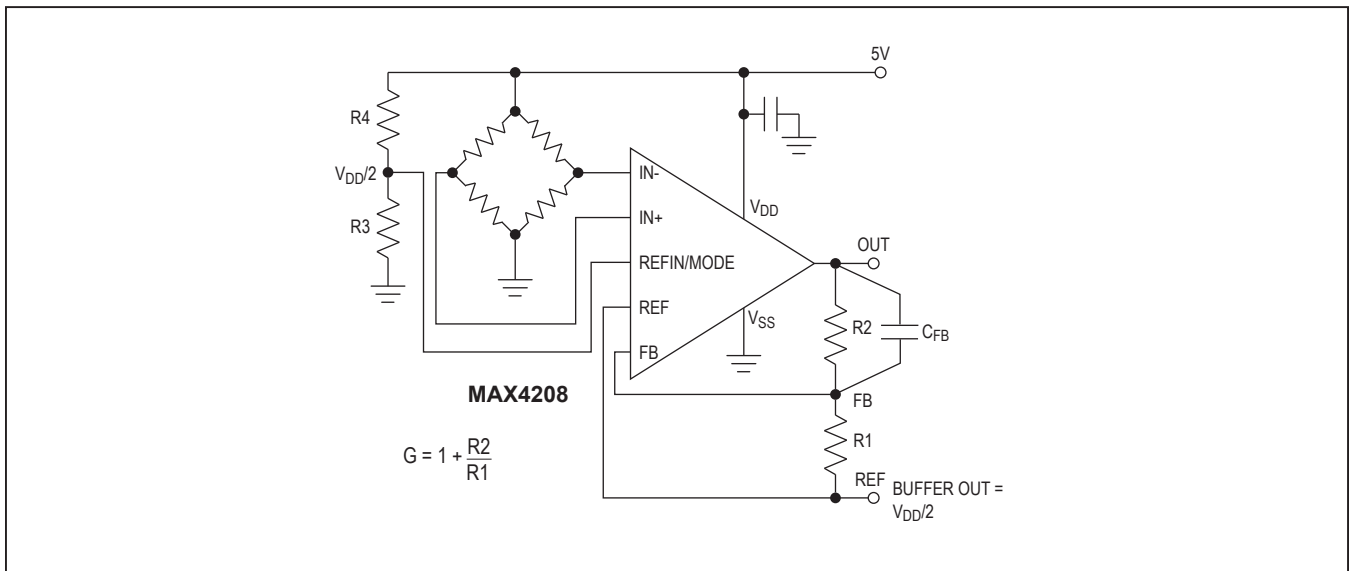 5V
R4
V_DD/2
R3
IN-
IN+
REFIN/MODE
REF
FB
V_DD
V_SS
OUT
R2
C_FB
FB
R1
REF
BUFFER OUT =
V_DD/2
MAX4208
G = 1 + R2/R1